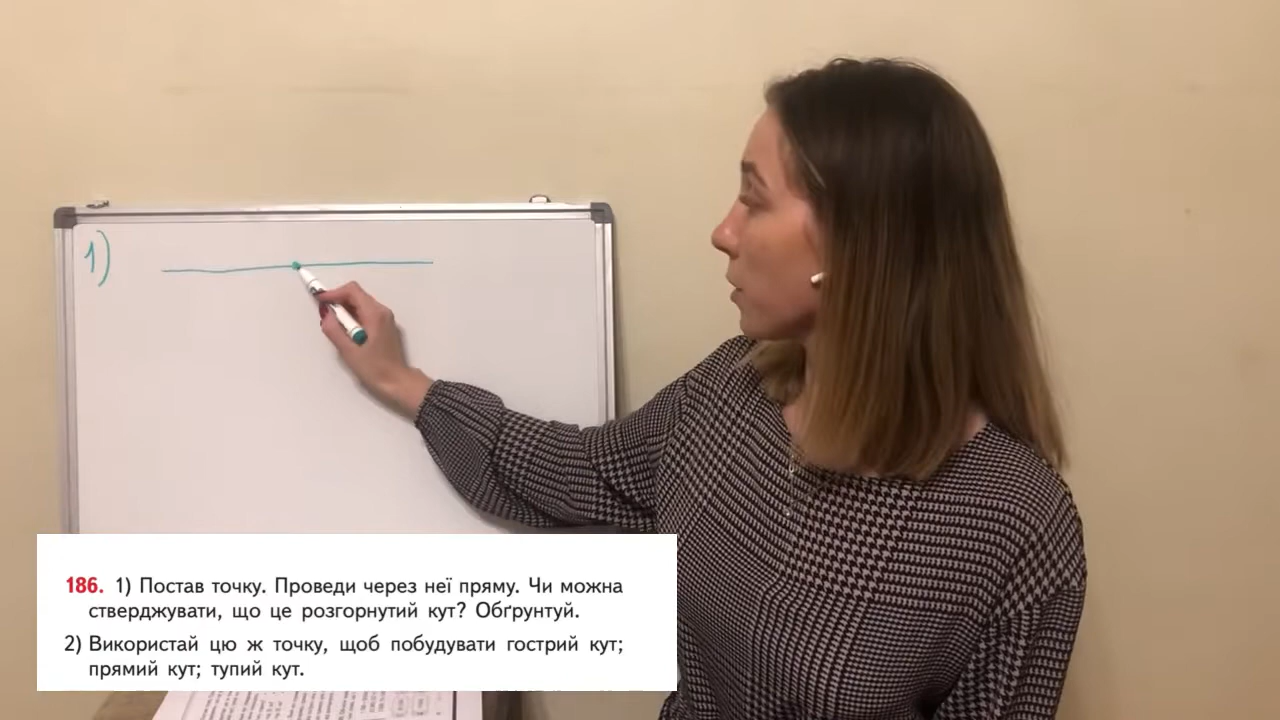 1)
186. 1) Постав точку. Проведи через неї пряму. Чи можна
стверджувати, що це розгорнутий кут? Обґрунтуй.
2) Використай цю ж точку, щоб побудувати гострий кут;
прямий кут; тупий кут.